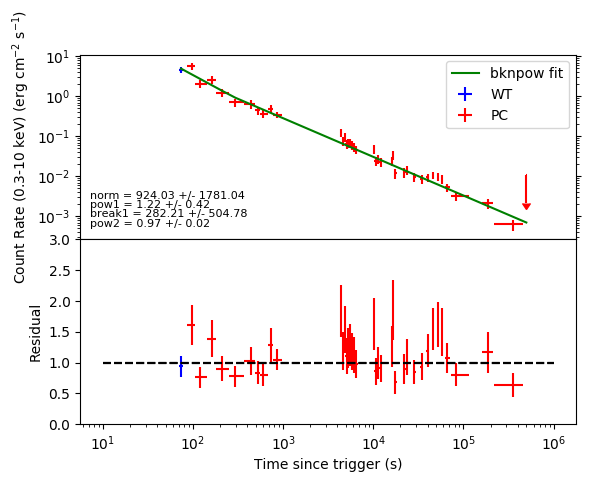 Count Rate (0.3-10 keV) (erg cm⁻² s⁻¹)
10¹
10⁰
10⁻¹
10⁻²
10⁻³
bknpow fit
WT
PC
norm = 924.03 +/- 1781.04
pow1 = 1.22 +/- 0.42
break1 = 282.21 +/- 504.78
pow2 = 0.97 +/- 0.02
Residual
3.0
2.5
2.0
1.5
1.0
0.5
0.0
10¹ 10² 10³ 10⁴ 10⁵ 10⁶
Time since trigger (s)